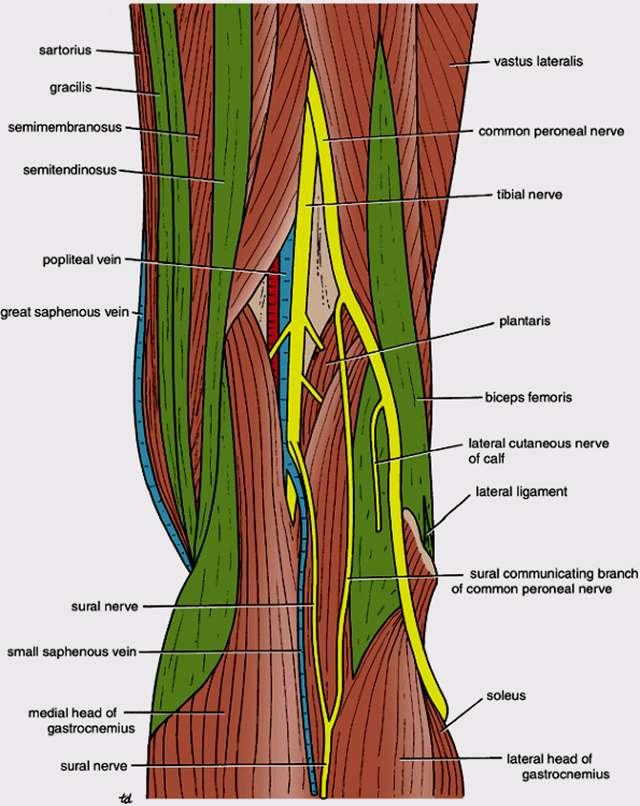 sartorius
gracilis
semimembranosus
semitendinosus
popliteal vein
great saphenous vein
sural nerve
small saphenous vein
medial head of
gastrocnemius
sural nerve
vastus lateralis
common peroneal nerve
tibial nerve
plantaris
biceps femoris
lateral cutaneous nerve
of calf
lateral ligament
sural communicating branch
of common peroneal nerve
soleus
lateral head of
gastrocnemius
td